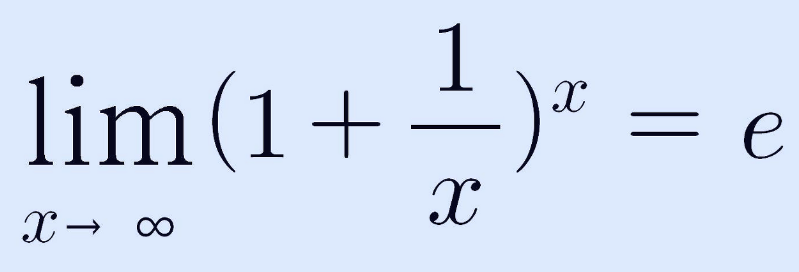 lim(1 + 1/x)^x = e
x→ ∞